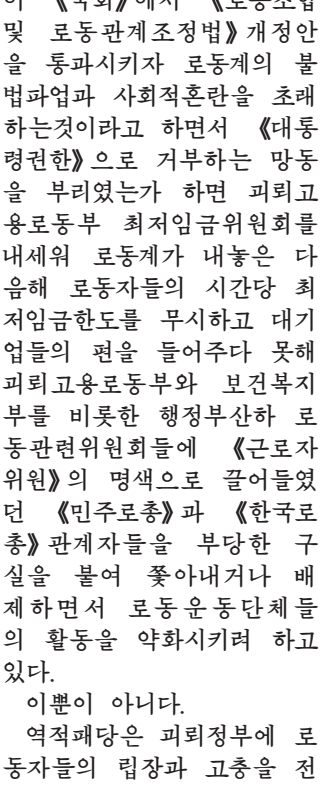 이 《국회》에서 《로동조합
및 로동관계조정법》개정안
을 통과시키자 로동계의 불
법파업과 사회적혼란을 초래
하는것이라고 하면서 《대통
령권한》으로 거부하는 망동
을 부리였는가 하면 피뢰고
용로동부 최저임금위원회를
내세워 로동계가 내놓은 다
음해 로동자들의 시간당 최
저임금한도를 무시하고 대기
업들의 편을 들어주다 못해
피뢰고용로동부와 보건복지
부를 비롯한 행정부산하 로
동관련위원회들에 《근로자
위원》의 명색으로 끌어들였
던 《민주로총》과 《한국로
총》관계자들을 부당한 구
실을 붙여 쫓아내거나 배
제하면서 로동운동단체들
의 활동을 약화시키려 하고
있다.
이뿐이 아니다.
역적패당은 피뢰정부에 로
동자들의 립장과 고충을 전